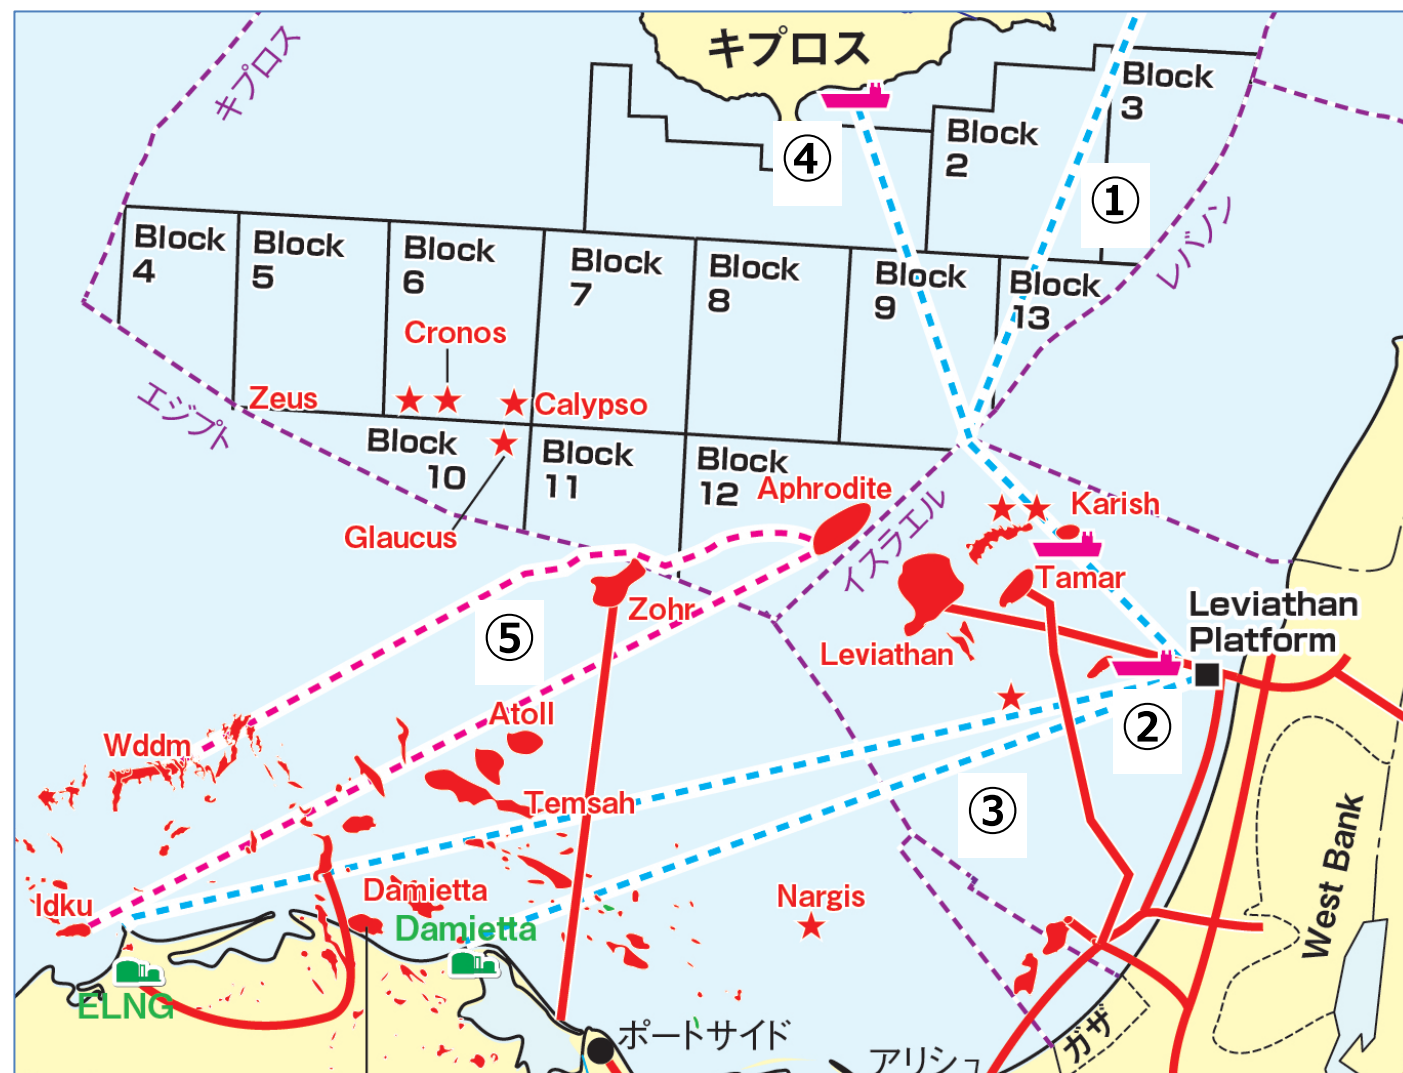 キプロス
キプロス
Block
3
Block
2
④
①
レバノン
Block
4
Block
5
Block
6
Block
7
Block
8
Block
9
Block
13
Cronos
エジプト
Zeus
Calypso
Block
10
Block
11
Block
12
Aphrodite
Glaucus
イスラエル
Karish
Tamar
Zohr
Leviathan
Leviathan
Platform
⑤
②
③
Atoll
Wddm
Temsah
Idku
Damietta
Damietta
Nargis
West Bank
ELNG
ポートサイド
アリシュ
ガザ